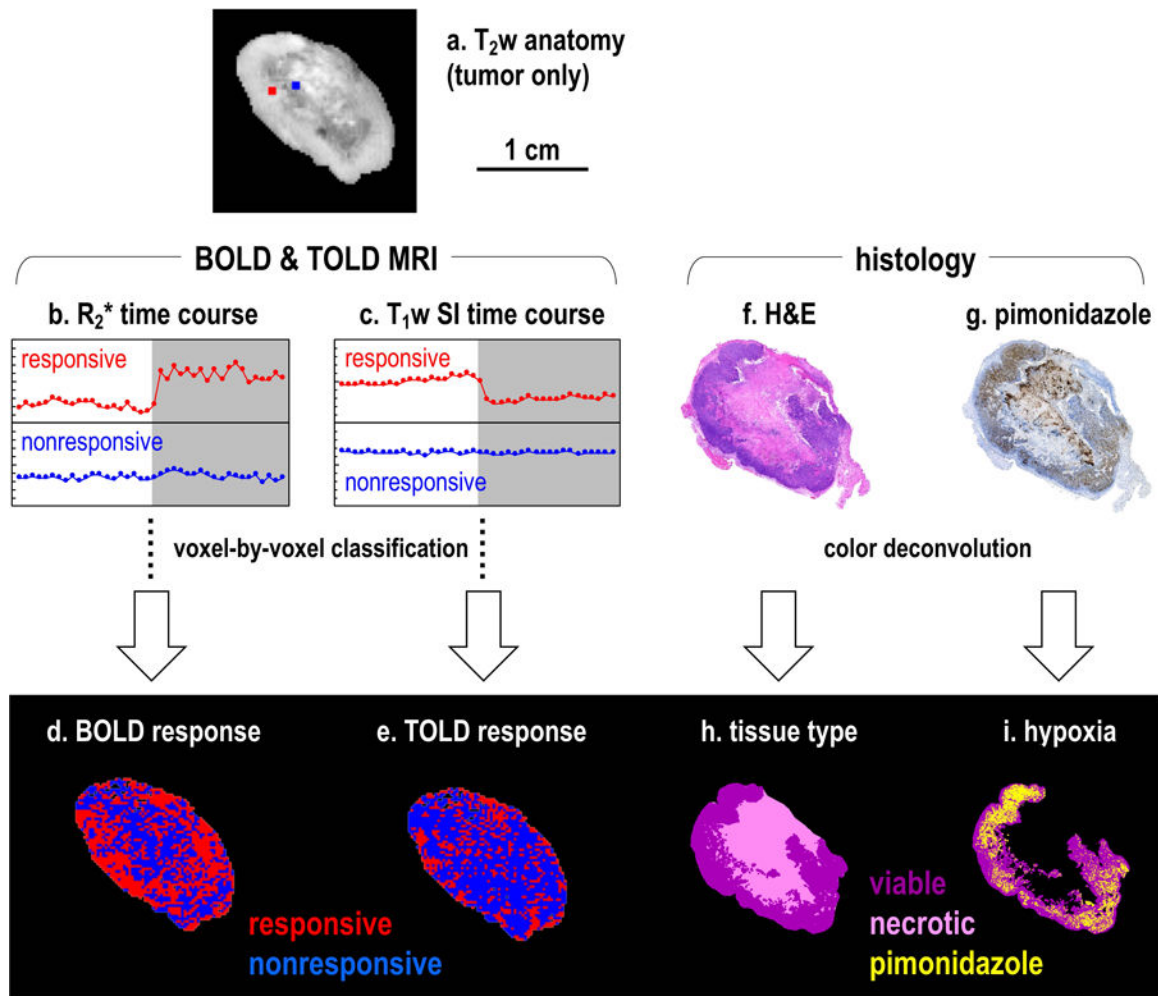 a. T₂w anatomy
(tumor only)
1 cm
BOLD & TOLD MRI
histology
b. R₂* time course
c. T₁w SI time course
f. H&E
g. pimonidazole
responsive
responsive
nonresponsive
nonresponsive
voxel-by-voxel classification
color deconvolution
d. BOLD response
e. TOLD response
h. tissue type
i. hypoxia
responsive
nonresponsive
viable
necrotic
pimonidazole